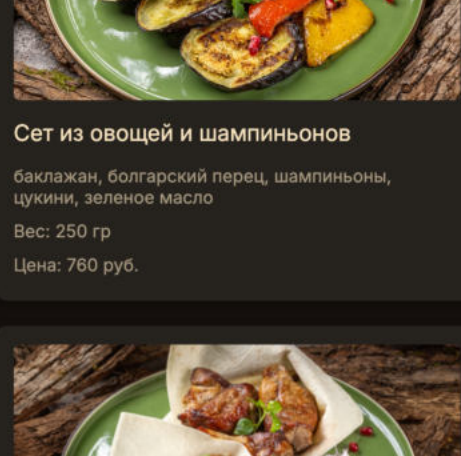 Сет из овощей и шампиньонов
баклажан, болгарский перец, шампиньоны,
цукини, зеленое масло
Вес: 250 гр
Цена: 760 руб.